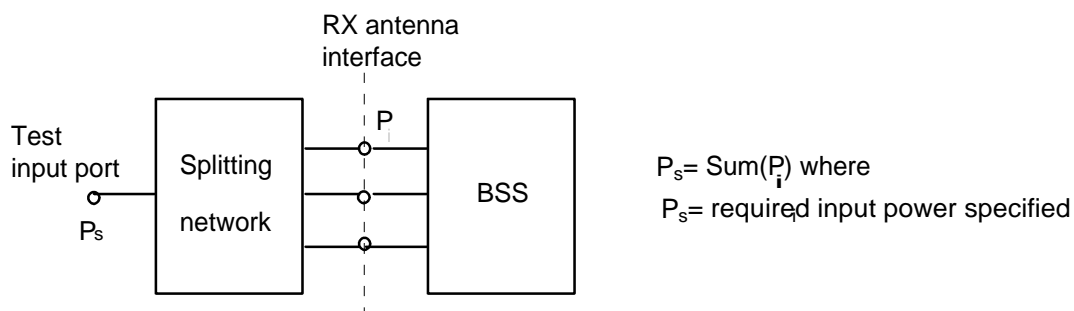 RX antenna
interface
Test
input port
Ps
Splitting
network
Pi
BSS
Ps= Sum(Pi) where
Ps= required input power specified